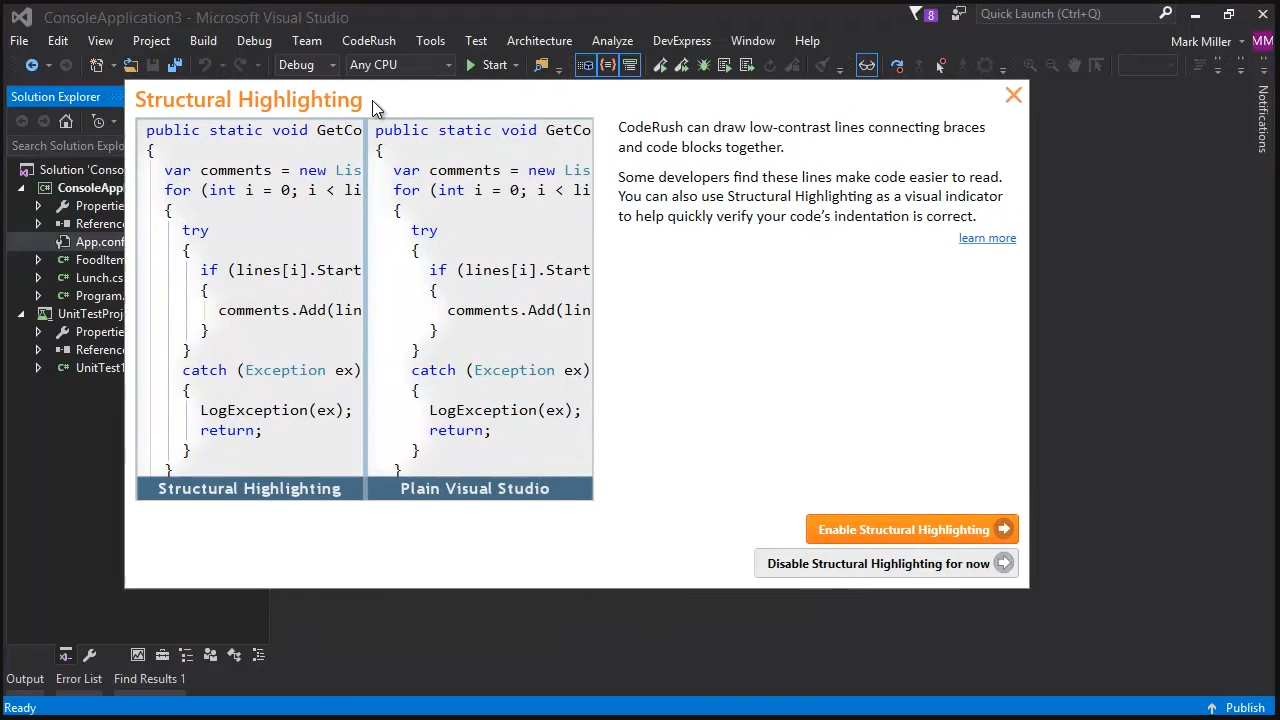 ConsoleApplication3 - Microsoft Visual Studio
8
Quick Launch (Ctrl+Q)
File Edit View Project Build Debug Team CodeRush Tools Test Architecture Analyze DevExpress Window Help
Mark Miller
MM
Debug Any CPU Start
Solution Explorer
Search Solution Explo
Solution 'Conso
ConsoleAppl
Propertie
Reference
App.conf
FoodItem
Lunch.cs
Program.
UnitTestProj
Propertie
Reference
UnitTest1
Structural Highlighting
public static void GetCo
{
var comments = new Lis
for (int i = 0; i < li
{
try
{
if (lines[i].Start
{
comments.Add(lin
}
}
catch (Exception ex)
{
LogException(ex);
return;
}
}
Structural Highlighting
public static void GetCo
{
var comments = new Lis
for (int i = 0; i < li
{
try
{
if (lines[i].Start
{
comments.Add(lin
}
}
catch (Exception ex)
{
LogException(ex);
return;
}
}
Plain Visual Studio
CodeRush can draw low-contrast lines connecting braces
and code blocks together.
Some developers find these lines make code easier to read.
You can also use Structural Highlighting as a visual indicator
to help quickly verify your code's indentation is correct.
learn more
Enable Structural Highlighting
Disable Structural Highlighting for now
Notifications
Output Error List Find Results 1
Ready
Publish